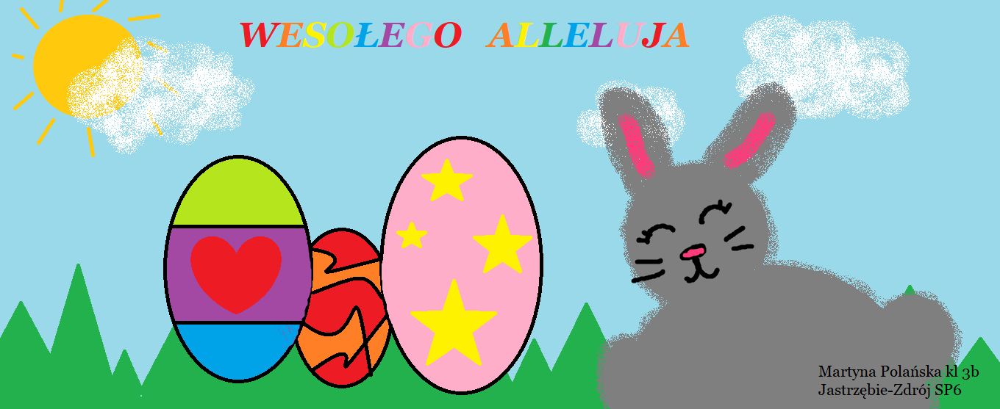 WESOŁEGO ALLELUJA
Martyna Polańska kl 3b
Jastrzębie-Zdrój SP6